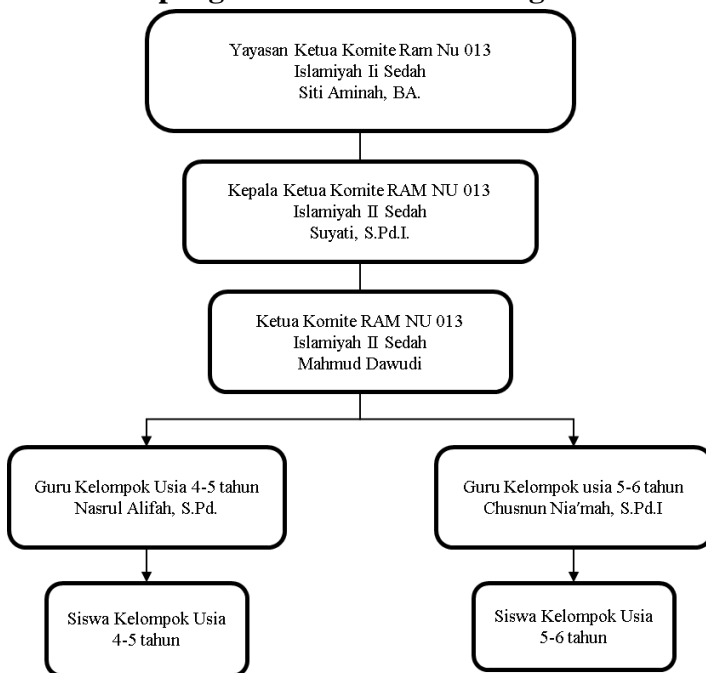 Yayasan Ketua Komite Ram Nu 013
Islamiyah Ii Sedah
Siti Aminah, BA.
Kepala Ketua Komite RAM NU 013
Islamiyah II Sedah
Suyati, S.Pd.I.
Ketua Komite RAM NU 013
Islamiyah II Sedah
Mahmud Dawudi
Guru Kelompok Usia 4-5 tahun
Nasrul Alifah, S.Pd.
Guru Kelompok usia 5-6 tahun
Chusnun Nia'mah, S.Pd.I
Siswa Kelompok Usia
4-5 tahun
Siswa Kelompok Usia
5-6 tahun